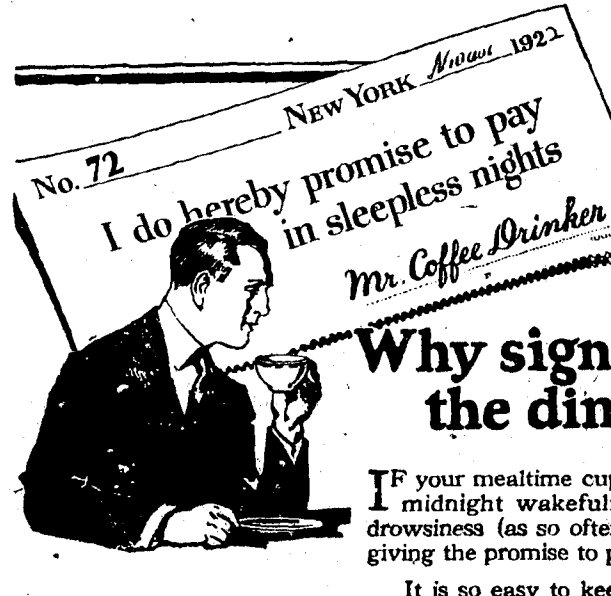 No. 72 NEW YORK 192
I do hereby promise to pay
in sleepless nights
Mr. Coffee Drinker
Why sign
the din
IF your mealtime cup
midnight wakeful
drowsiness (as so ofte
giving the promise to p
It is so easy to kee